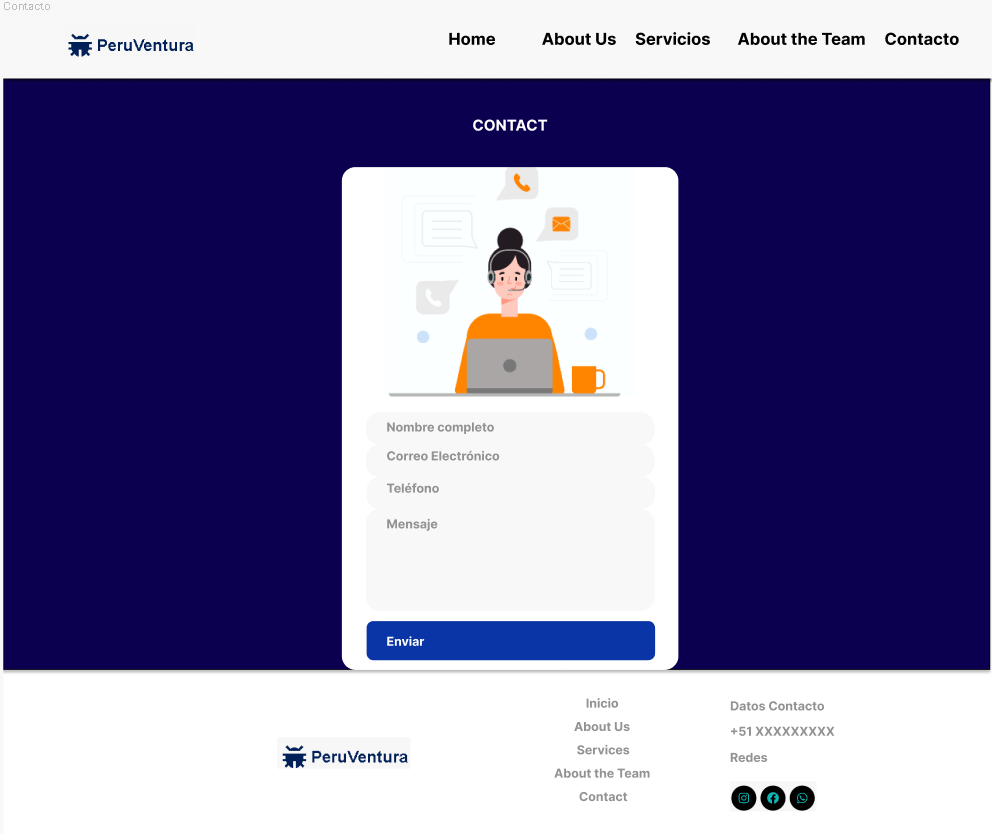 Contacto
PeruVentura
Home About Us Servicios About the Team Contacto
CONTACT
Nombre completo
Correo Electrónico
Teléfono
Mensaje
Enviar
PeruVentura
Inicio
About Us
Services
About the Team
Contact
Datos Contacto
+51 XXXXXXXXX
Redes